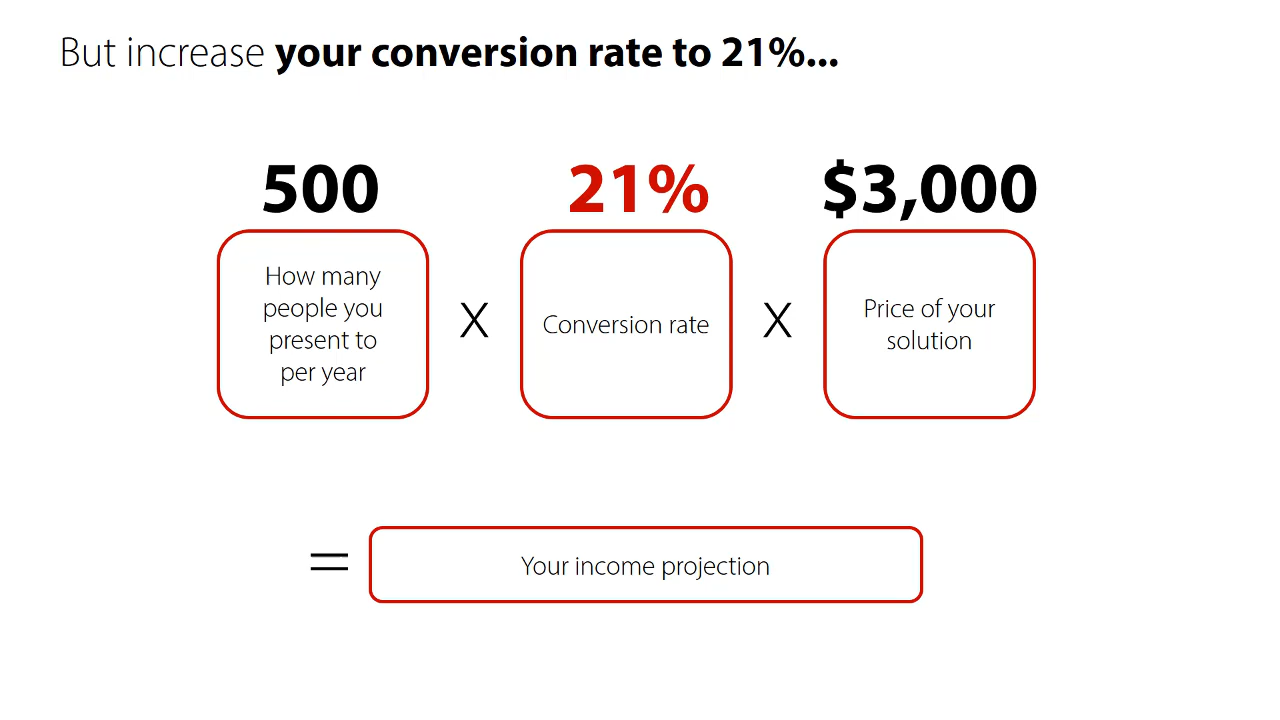 But increase your conversion rate to 21%...
500
21%
$3,000
How many
people you
present to
per year
X
Conversion rate
X
Price of your
solution
=
Your income projection